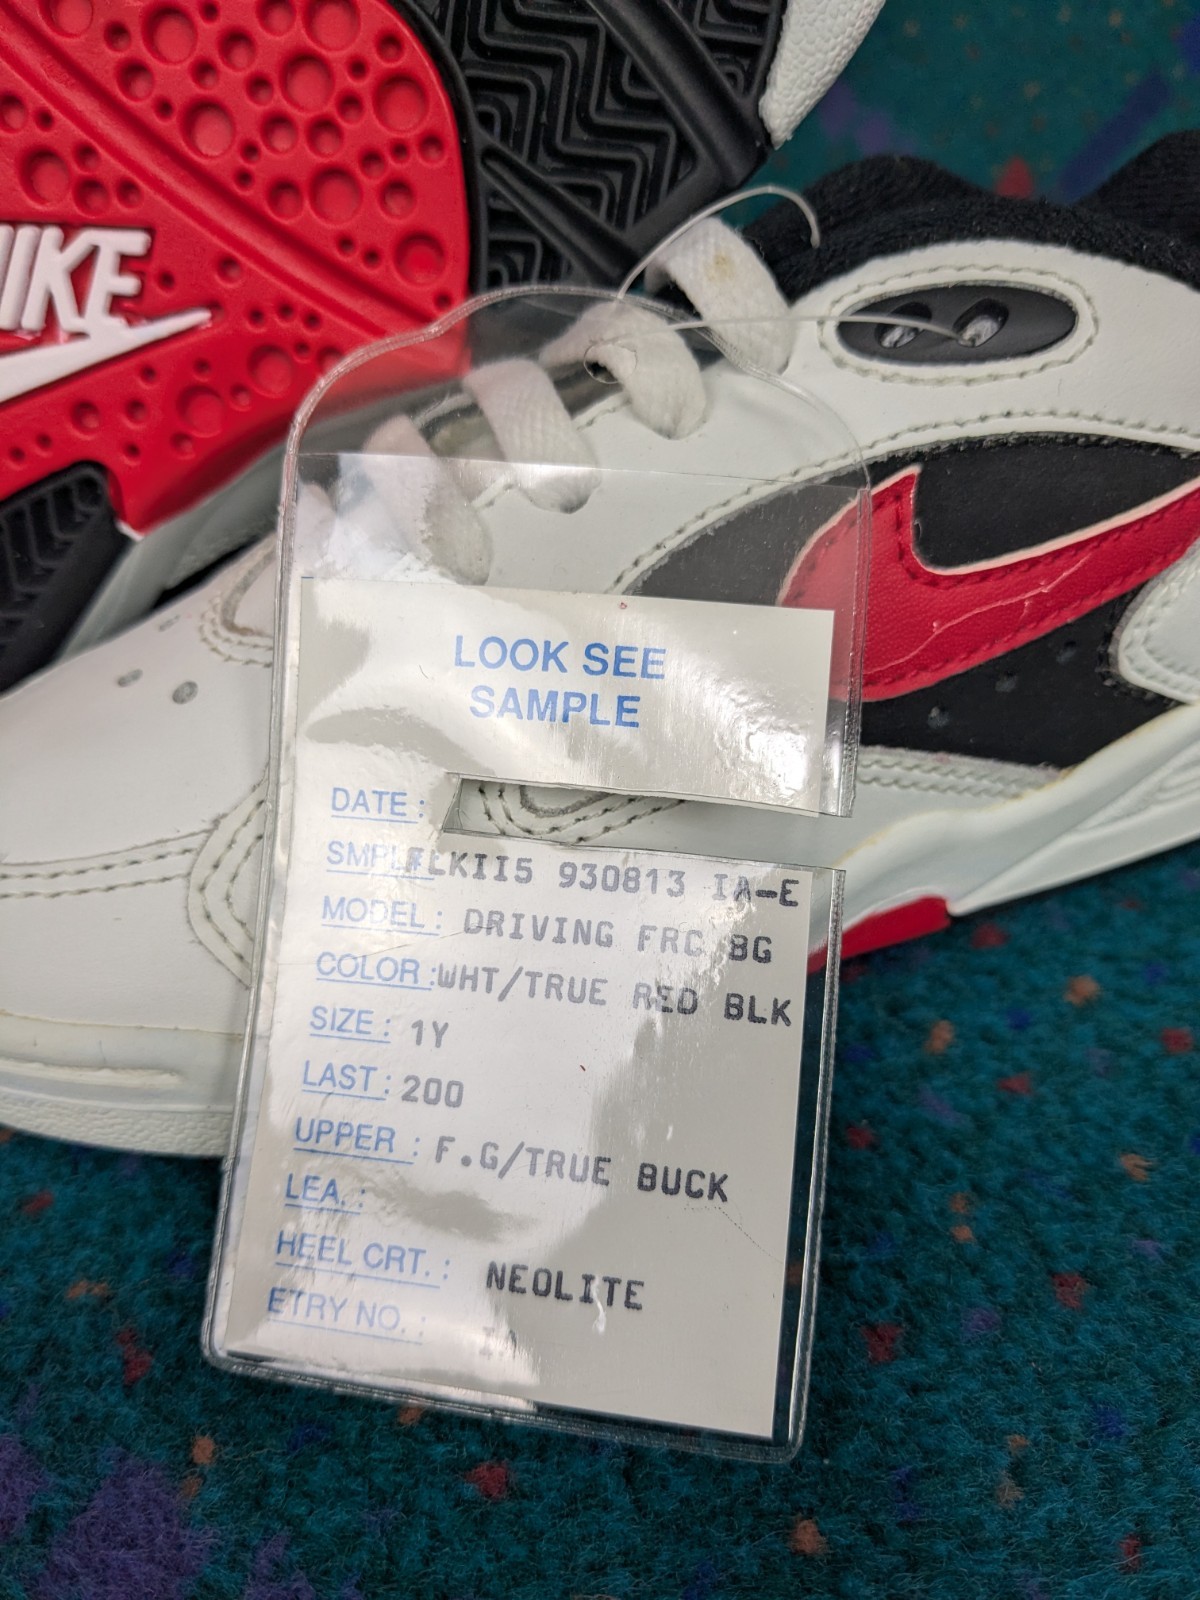 NIKE
LOOK SEE
SAMPLE
DATE :
SMPL# LKII5 930813 IA-E
MODEL : DRIVING FRC BG
COLOR :WHT/TRUE RED BLK
SIZE : 1Y
LAST : 200
UPPER : F.G/TRUE BUCK
LEA. :
HEEL CRT. : NEOLITE
ETRY NO. :